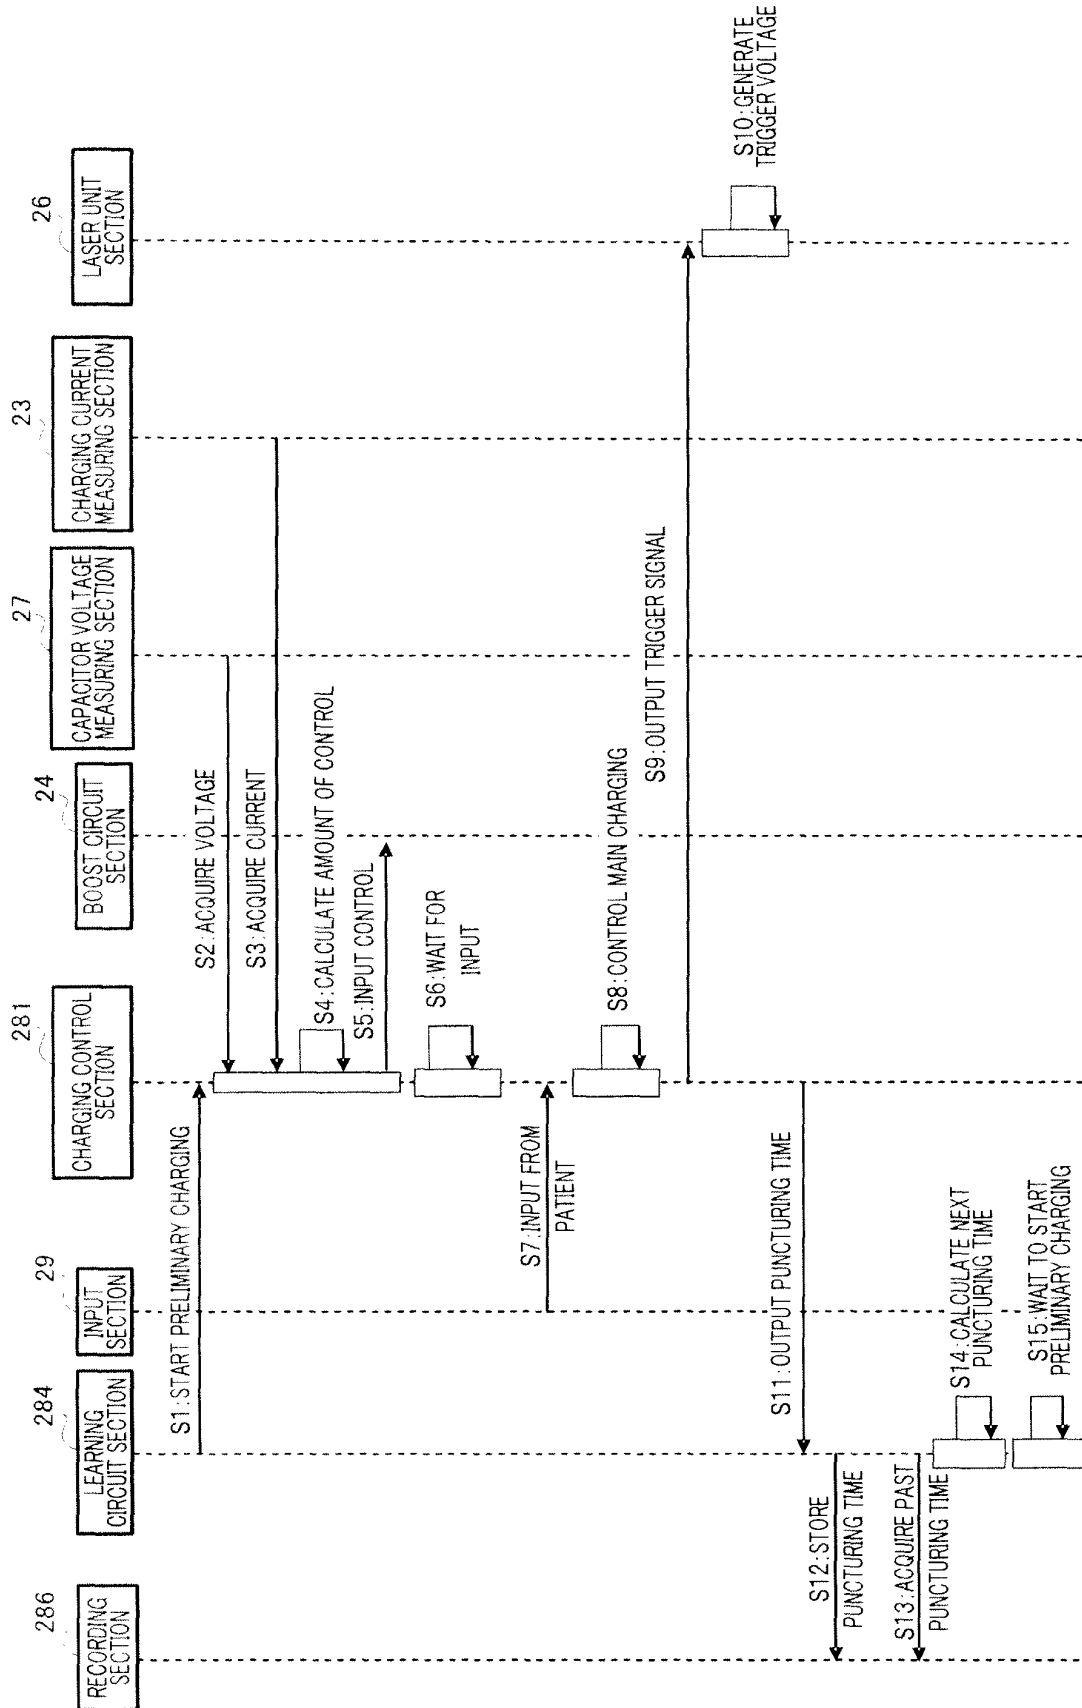 286
RECORDING
SECTION
284
LEARNING
CIRCUIT SECTION
29
INPUT
SECTION
281
CHARGING CONTROL
SECTION
24
BOOST CIRCUIT
SECTION
27
CAPACITOR VOLTAGE
MEASURING SECTION
23
CHARGING CURRENT
MEASURING SECTION
26
LASER UNIT
SECTION
S1:START PRELIMINARY CHARGING
S2:ACQUIRE VOLTAGE
S3:ACQUIRE CURRENT
S4:CALCULATE AMOUNT OF CONTROL
S5:INPUT CONTROL
S6:WAIT FOR
INPUT
S7:INPUT FROM
PATIENT
S8:CONTROL MAIN CHARGING
S9:OUTPUT TRIGGER SIGNAL
S10:GENERATE
TRIGGER VOLTAGE
S11:OUTPUT PUNCTURING TIME
S12:STORE
PUNCTURING TIME
S13:ACQUIRE PAST
PUNCTURING TIME
S14:CALCULATE NEXT
PUNCTURING TIME
S15:WAIT TO START
PRELIMINARY CHARGING